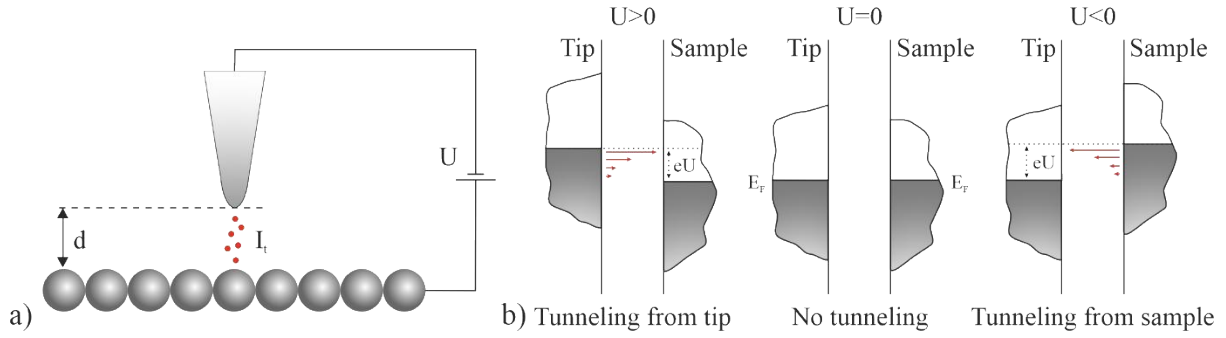 U
d
I_t
a)
U>0
Tip
Sample
eU
Tunneling from tip
U=0
Tip
Sample
E_F
E_F
No tunneling
U<0
Tip
Sample
eU
Tunneling from sample
b)